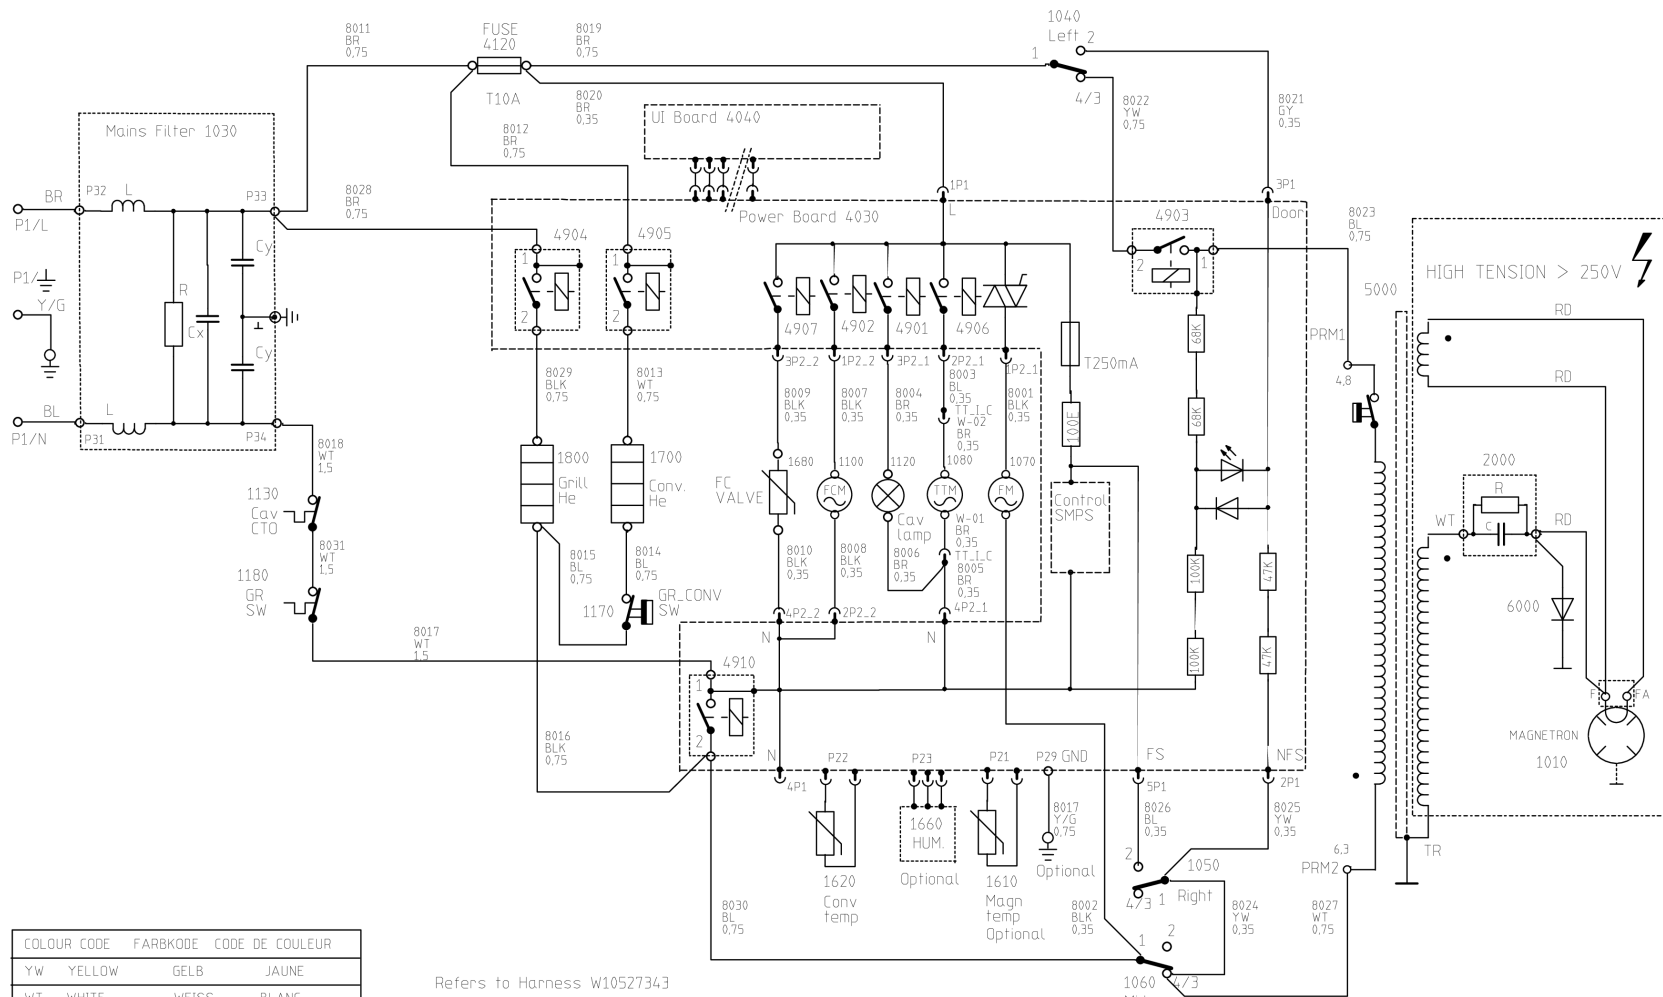 8011
BR
0,75
FUSE
4120
8019
BR
0,75
1040
Left 2
1
4/3
T10A
8020
BR
0,35
8012
BR
0,75
8022
YW
0,75
8021
GY
0,35
UI Board 4040
Mains Filter 1030
BR
P32
L
P33
8028
BR
0,75
P1/L
1P1
L
3P1
Door
Power Board 4030
4904
4905
4903
8023
BL
0,75
HIGH TENSION > 250V
5000
P1/
Y/G
R
Cx
Cy
Cy
1
2
1
2
2
1
4907
4902
4901
4906
68K
PRM1
RD
T250mA
4,8
RD
3P2_2
1P2_2
3P2_1
2P2_1
1P2_1
8029
BLK
0,75
8013
WT
0,75
8009
BLK
0,35
8007
BLK
0,35
8004
BR
0,35
8003
BL
0,35
8001
BLK
0,35
TT_I_C
W-02
BR
0,35
100E
68K
BL
P1/N
L
P31
P34
8018
WT
1,5
1800
Grill
He
1700
Conv.
He
1680
FC
VALVE
1100
FCM
1120
Cav
lamp
1080
TTM
1070
FM
Control
SMPS
2000
R
C
WT
RD
1130
Cav
CTO
8031
WT
1,5
W-01
BR
0,35
TT_I_C
8005
BR
0,35
8015
BL
0,75
8014
BL
0,75
8010
BLK
0,35
8008
BLK
0,35
8006
BR
0,35
100K
47K
1180
GR
SW
1170
GR_CONV
SW
4P2_2
2P2_2
4P2_1
6000
8017
WT
1,5
N
N
4910
1
2
100K
47K
F
FA
MAGNETRON
1010
8016
BLK
0,75
N
P22
P23
P21
P29
GND
FS
NFS
4P1
5P1
2P1
1660
HUM.
Optional
8017
Y/G
0,75
Optional
8026
BL
0,35
8025
YW
0,35
6,3
PRM2
TR
1620
Conv
temp
1610
Magn
temp
Optional
2
1050
4/3
1
Right
8030
BL
0,75
8002
BLK
0,35
8024
YW
0,35
8027
WT
0,75
1
2
1060
4/3
COLOUR CODE FARBKODE CODE DE COULEUR
YW YELLOW GELB JAUNE
WT WHITE WEISS BLANC
Refers to Harness W10527343